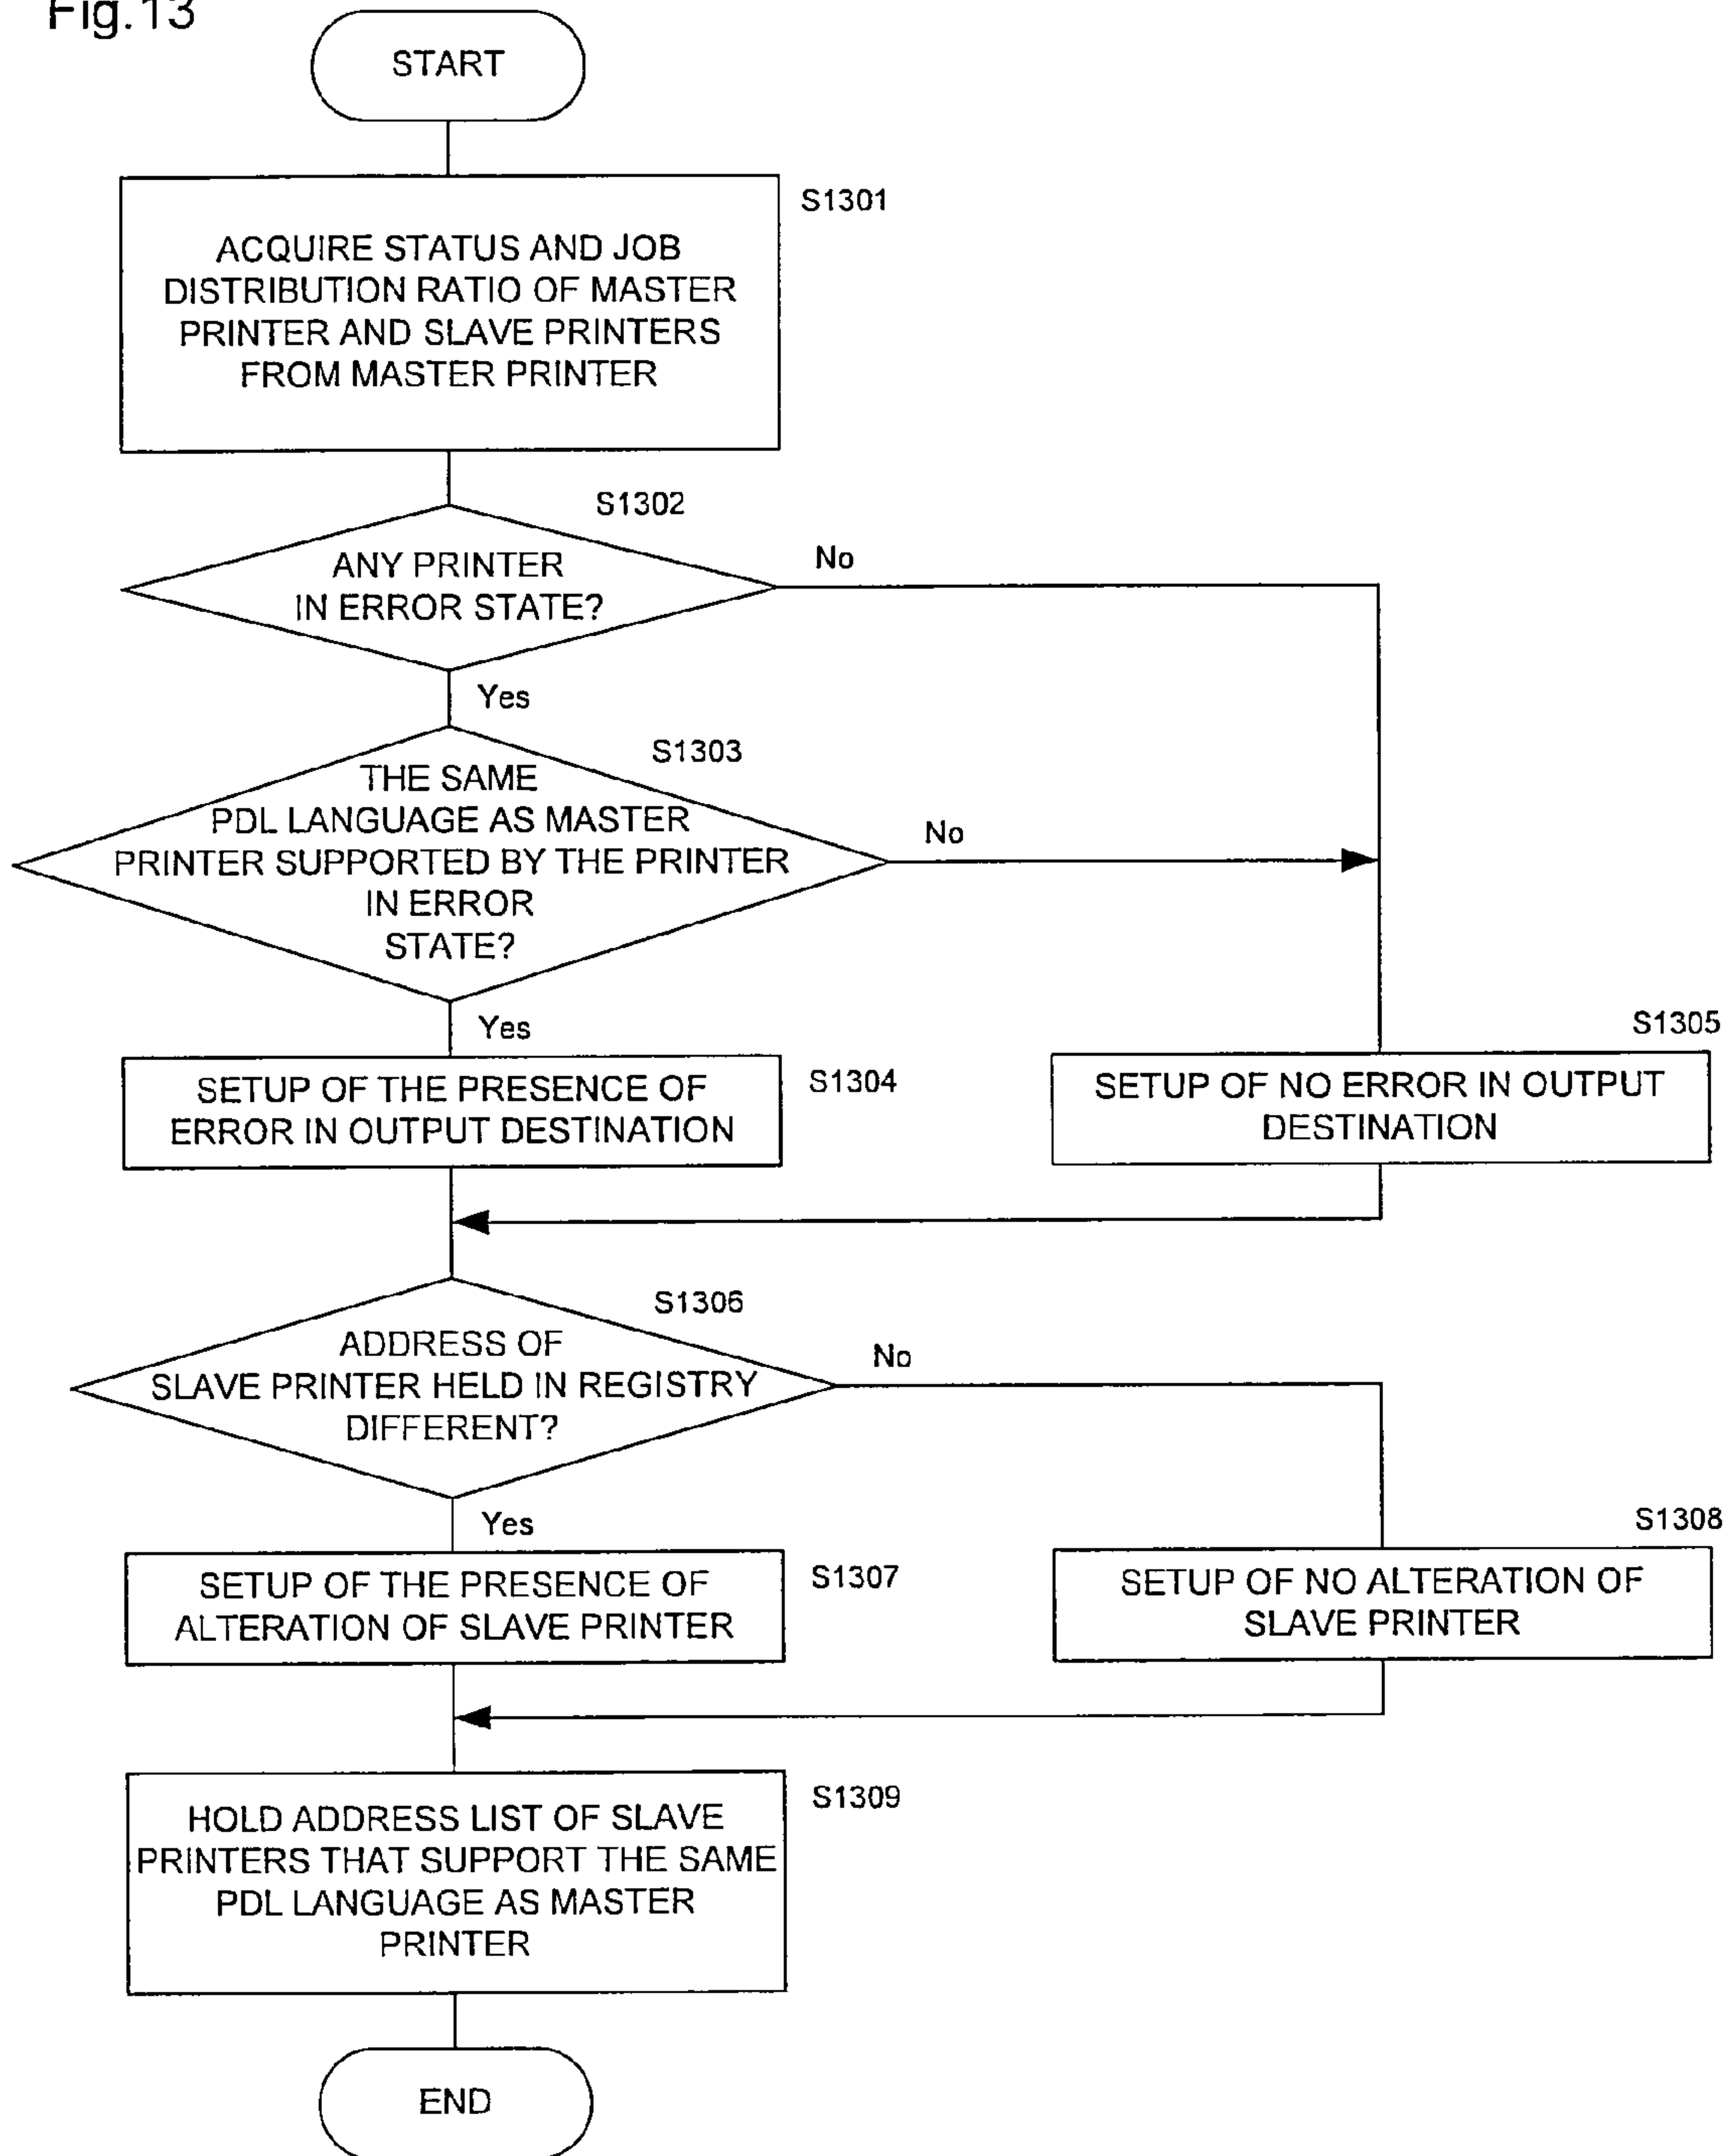 Fig.13
START
S1301
ACQUIRE STATUS AND JOB
DISTRIBUTION RATIO OF MASTER
PRINTER AND SLAVE PRINTERS
FROM MASTER PRINTER
S1302
ANY PRINTER
IN ERROR STATE?
No
Yes
S1303
THE SAME
PDL LANGUAGE AS MASTER
PRINTER SUPPORTED BY THE PRINTER
IN ERROR
STATE?
No
Yes
S1304
SETUP OF THE PRESENCE OF
ERROR IN OUTPUT DESTINATION
S1305
SETUP OF NO ERROR IN OUTPUT
DESTINATION
S1306
ADDRESS OF
SLAVE PRINTER HELD IN REGISTRY
DIFFERENT?
No
Yes
S1307
SETUP OF THE PRESENCE OF
ALTERATION OF SLAVE PRINTER
S1308
SETUP OF NO ALTERATION OF
SLAVE PRINTER
S1309
HOLD ADDRESS LIST OF SLAVE
PRINTERS THAT SUPPORT THE SAME
PDL LANGUAGE AS MASTER
PRINTER
END